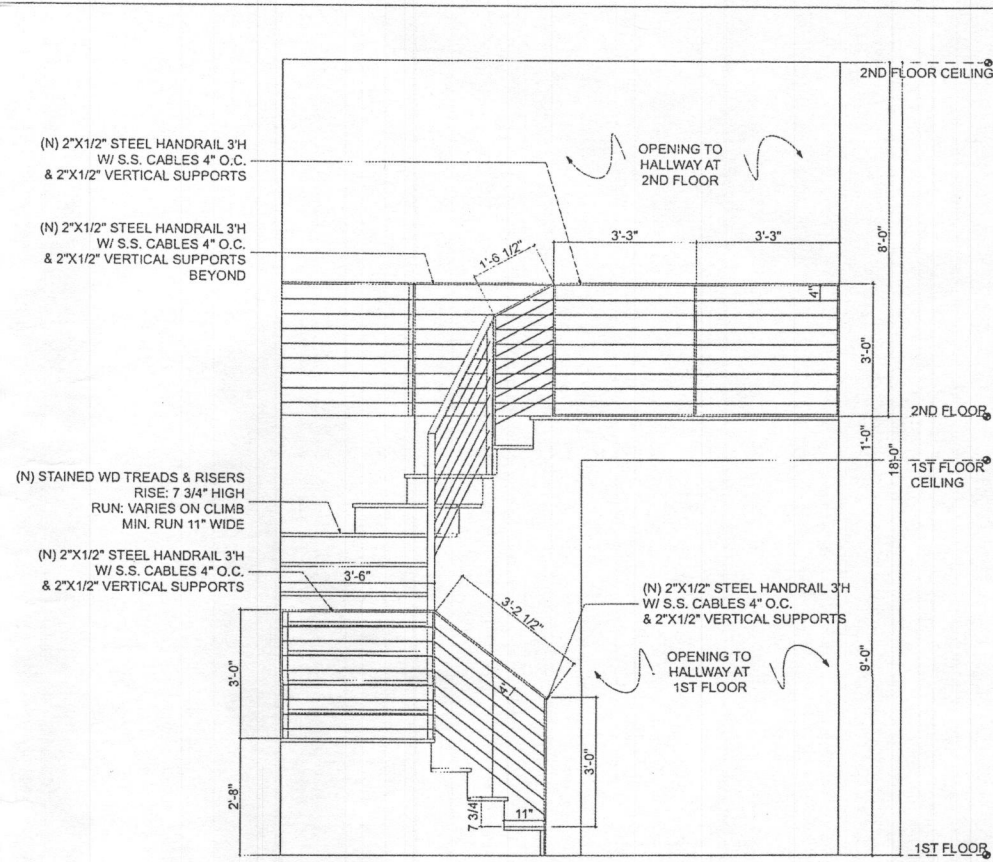 2ND FLOOR CEILING
(N) 2"X1/2" STEEL HANDRAIL 3'H
W/ S.S. CABLES 4" O.C.
& 2"X1/2" VERTICAL SUPPORTS
OPENING TO
HALLWAY AT
2ND FLOOR
(N) 2"X1/2" STEEL HANDRAIL 3'H
W/ S.S. CABLES 4" O.C.
& 2"X1/2" VERTICAL SUPPORTS
BEYOND
1'-6 1/2"
3'-3"
3'-3"
8'-0"
4"
3'-0"
2ND FLOOR
1'-0"
18'-0"
1ST FLOOR
CEILING
(N) STAINED WD TREADS & RISERS
RISE: 7 3/4" HIGH
RUN: VARIES ON CLIMB
MIN. RUN 11" WIDE
(N) 2"X1/2" STEEL HANDRAIL 3'H
W/ S.S. CABLES 4" O.C.
& 2"X1/2" VERTICAL SUPPORTS
3'-6"
3'-2 1/2"
(N) 2"X1/2" STEEL HANDRAIL 3'H
W/ S.S. CABLES 4" O.C.
& 2"X1/2" VERTICAL SUPPORTS
OPENING TO
HALLWAY AT
1ST FLOOR
9'-0"
3'-0"
4"
3'-0"
2'-8"
7 3/4"
11"
1ST FLOOR